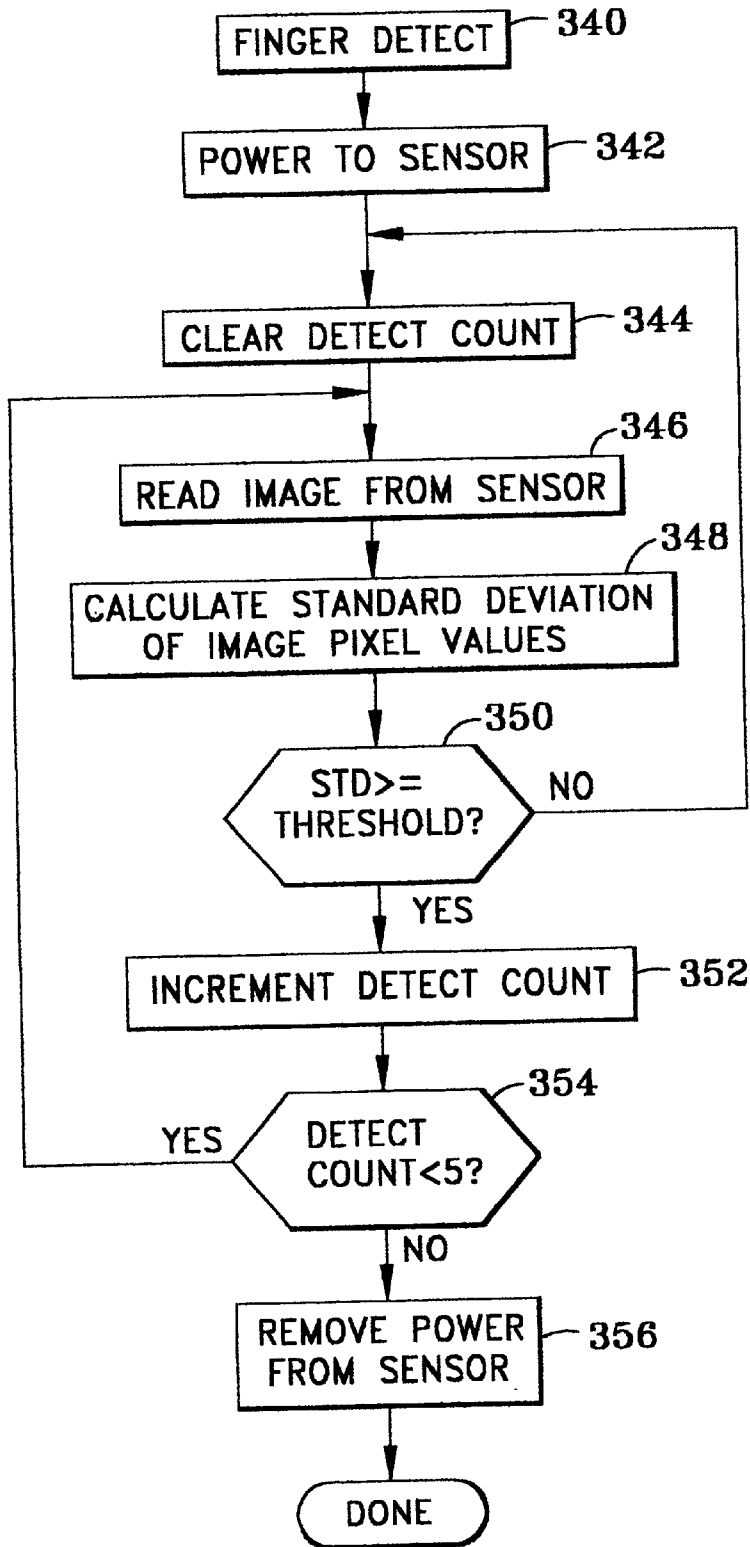 FINGER DETECT
340
POWER TO SENSOR
342
CLEAR DETECT COUNT
344
346
READ IMAGE FROM SENSOR
348
CALCULATE STANDARD DEVIATION
OF IMAGE PIXEL VALUES
350
STD>=
THRESHOLD?
NO
YES
INCREMENT DETECT COUNT
352
354
YES
DETECT
COUNT<5?
NO
REMOVE POWER
FROM SENSOR
356
DONE